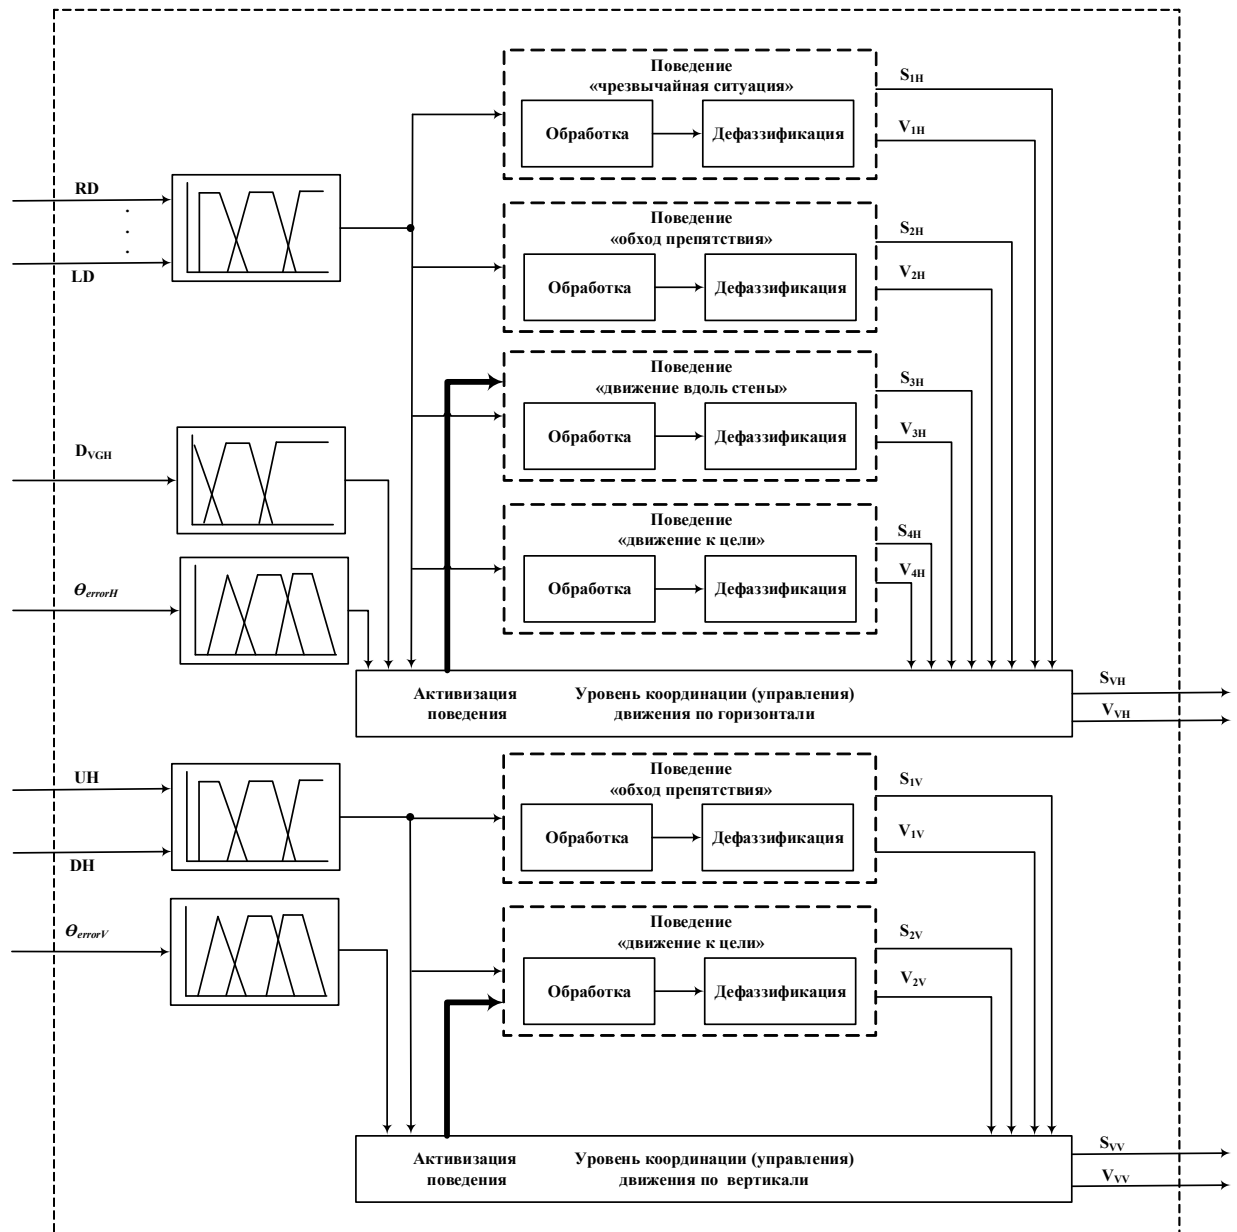 Поведение
«чрезвычайная ситуация»
Обработка
Дефаззификация
S1H
V1H
RD
.
.
.
LD
Поведение
«обход препятствия»
Обработка
Дефаззификация
S2H
V2H
Поведение
«движение вдоль стены»
Обработка
Дефаззификация
S3H
V3H
DVGH
Поведение
«движение к цели»
Обработка
Дефаззификация
S4H
V4H
ΘerrorH
Активизация
поведения
Уровень координации (управления)
движения по горизонтали
SVH
VVH
UH
DH
Поведение
«обход препятствия»
Обработка
Дефаззификация
S1V
V1V
ΘerrorV
Поведение
«движение к цели»
Обработка
Дефаззификация
S2V
V2V
Активизация
поведения
Уровень координации (управления)
движения по вертикали
SVV
VVV